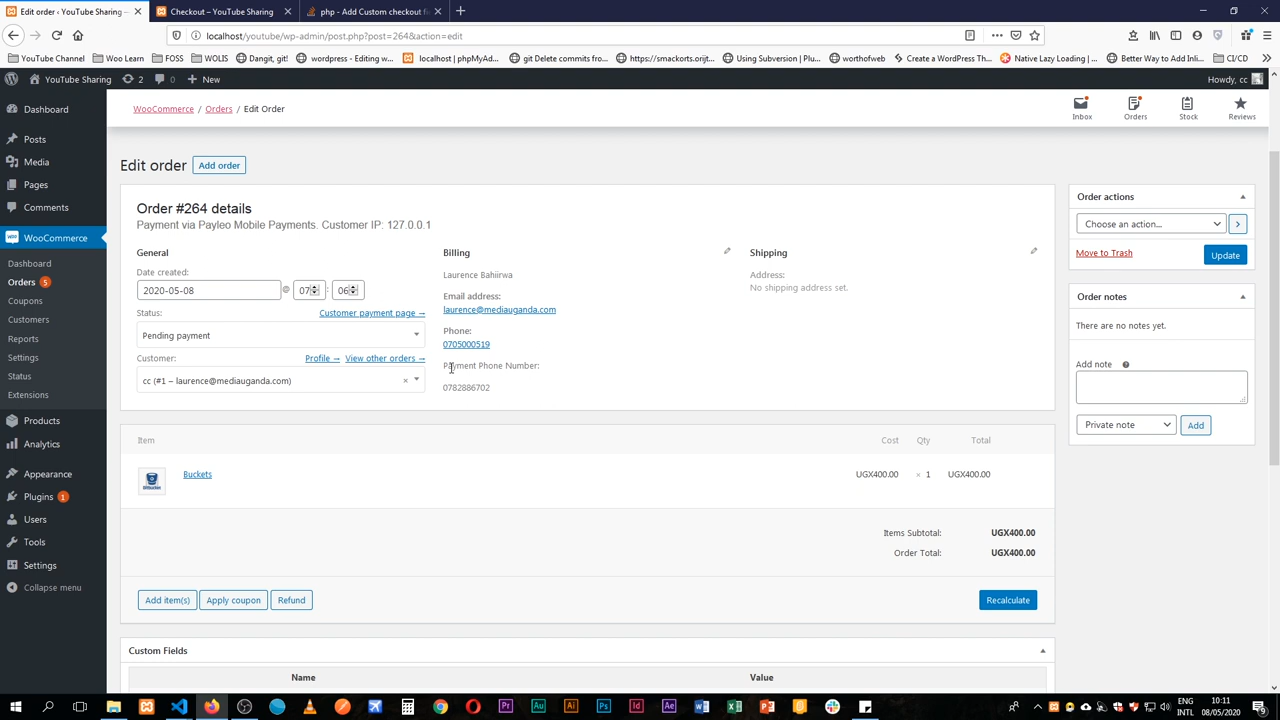 Edit order ‹ YouTube Sharing —
Checkout – YouTube Sharing
php - Add Custom checkout fi
localhost/youtube/wp-admin/post.php?post=264&action=edit
YouTube Channel
Woo Learn
FOSS
WOLIS
Dangit, git!
wordpress - Editing w...
localhost | phpMyAd...
git Delete commits fro...
https://smackorts.orijt...
Using Subversion | Plu...
worthofweb
Create a WordPress Th...
Native Lazy Loading | ...
Better Way to Add Inli...
CI/CD
YouTube Sharing
2
0
New
Howdy, cc
Dashboard
Posts
Media
Pages
Comments
WooCommerce
Dashboard
Orders 5
Coupons
Customers
Reports
Settings
Status
Extensions
Products
Analytics
Appearance
Plugins 1
Users
Tools
Settings
Collapse menu
WooCommerce / Orders / Edit Order
Inbox
Orders
Stock
Reviews
Edit order
Add order
Order #264 details
Payment via Payleo Mobile Payments. Customer IP: 127.0.0.1
General
Date created:
2020-05-08 @ 07 : 06
Status:
Customer payment page →
Pending payment
Customer:
Profile → View other orders →
cc (#1 – laurence@mediauganda.com) ×
Billing
Laurence Bahiirwa
Email address:
laurence@mediauganda.com
Phone:
0705000519
Payment Phone Number:
0782886702
Shipping
Address:
No shipping address set.
Item
Cost
Qty
Total
Buckets
UGX400.00
× 1
UGX400.00
Items Subtotal:
UGX400.00
Order Total:
UGX400.00
Add item(s)
Apply coupon
Refund
Recalculate
Custom Fields
Name
Value
Order actions
Choose an action...
Move to Trash
Update
Order notes
There are no notes yet.
Add note
Private note
Add
ENG
INTL
10:11
08/05/2020